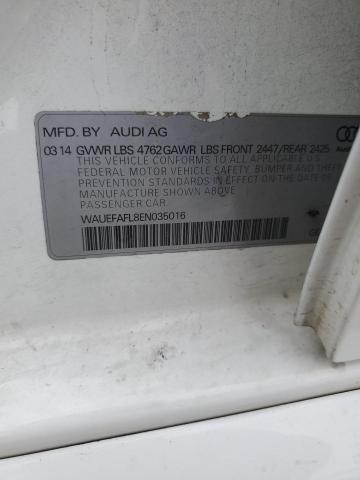 MFD. BY AUDI AG
03 14 GVWR LBS 4762 GAWR LBS FRONT 2447/REAR 2425
THIS VEHICLE CONFORMS TO ALL APPLICABLE U.S.
FEDERAL MOTOR VEHICLE SAFETY, BUMPER AND THEFT
PREVENTION STANDARDS IN EFFECT ON THE DATE OF
MANUFACTURE SHOWN ABOVE
PASSENGER CAR.
WAUEFAFL8EN035016